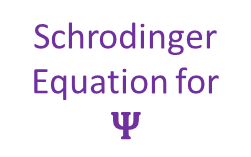 Schrodinger
Equation for
Ψ